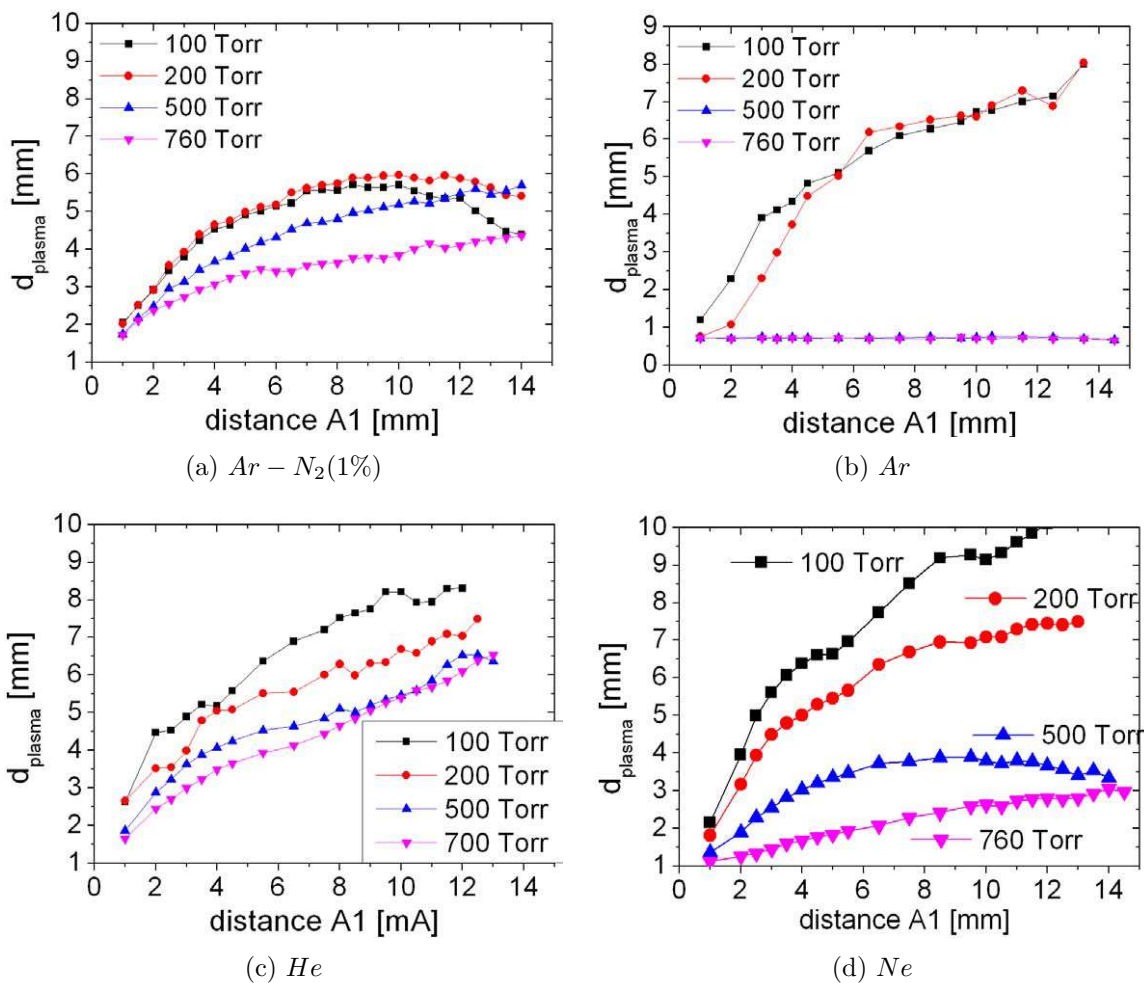 10
9
8
7
6
5
4
3
2
1
d_plasma [mm]
100 Torr
200 Torr
500 Torr
760 Torr
0 2 4 6 8 10 12 14
distance A1 [mm]
(a) Ar − N₂(1%)
9
8
7
6
5
4
3
2
1
0
d_plasma [mm]
100 Torr
200 Torr
500 Torr
760 Torr
0 2 4 6 8 10 12 14
distance A1 [mm]
(b) Ar
10
9
8
7
6
5
4
3
2
1
d_plasma [mm]
100 Torr
200 Torr
500 Torr
700 Torr
0 2 4 6 8 10 12 14
distance A1 [mA]
(c) He
10
9
8
7
6
5
4
3
2
1
d_plasma [mm]
100 Torr
200 Torr
500 Torr
760 Torr
0 2 4 6 8 10 12 14
distance A1 [mm]
(d) Ne